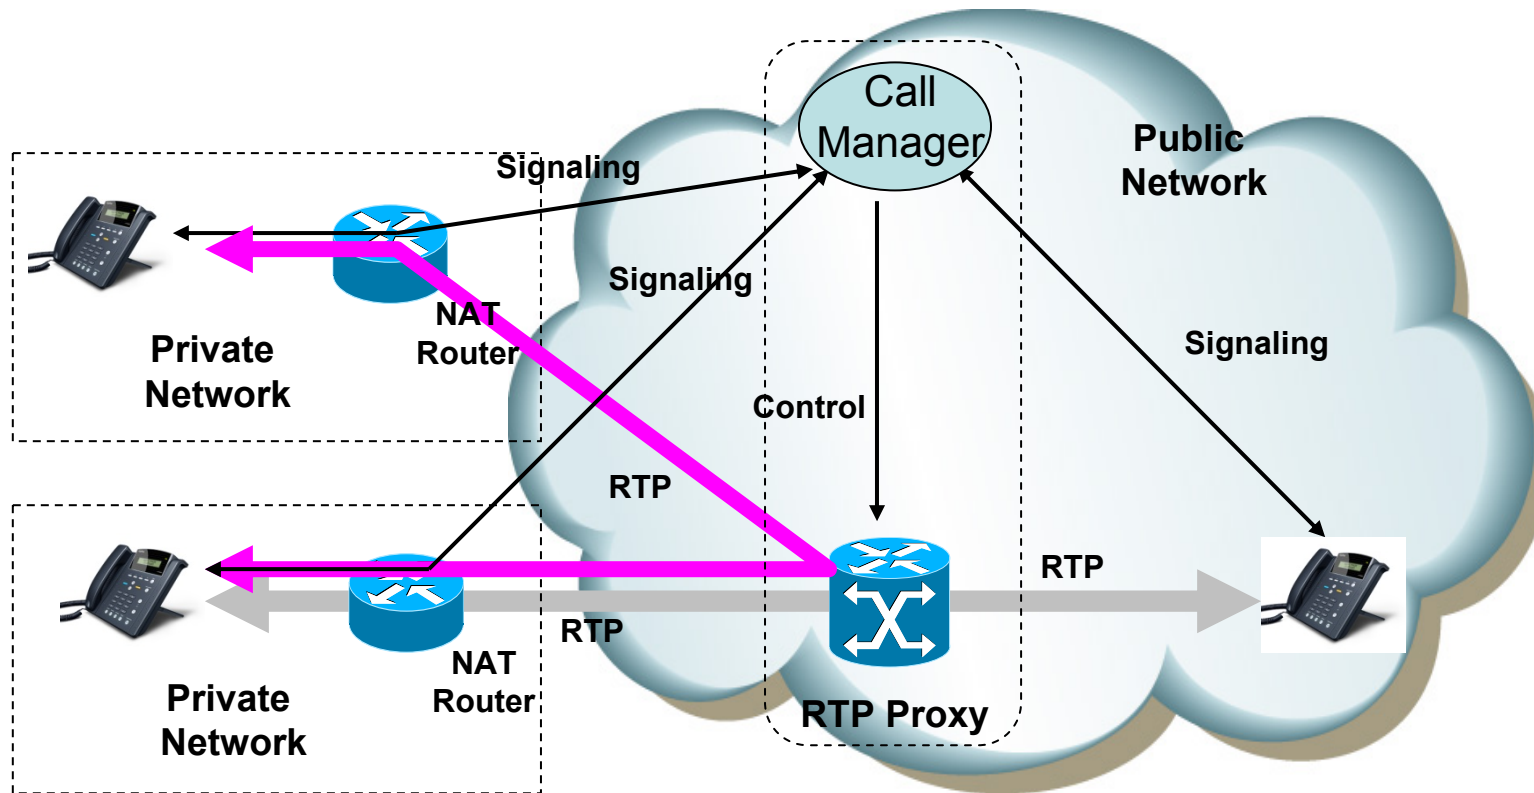 Call
Manager
Public
Network
Signaling
Signaling
NAT
Router
Private
Network
Signaling
Control
RTP
RTP
RTP
NAT
Router
Private
Network
RTP Proxy